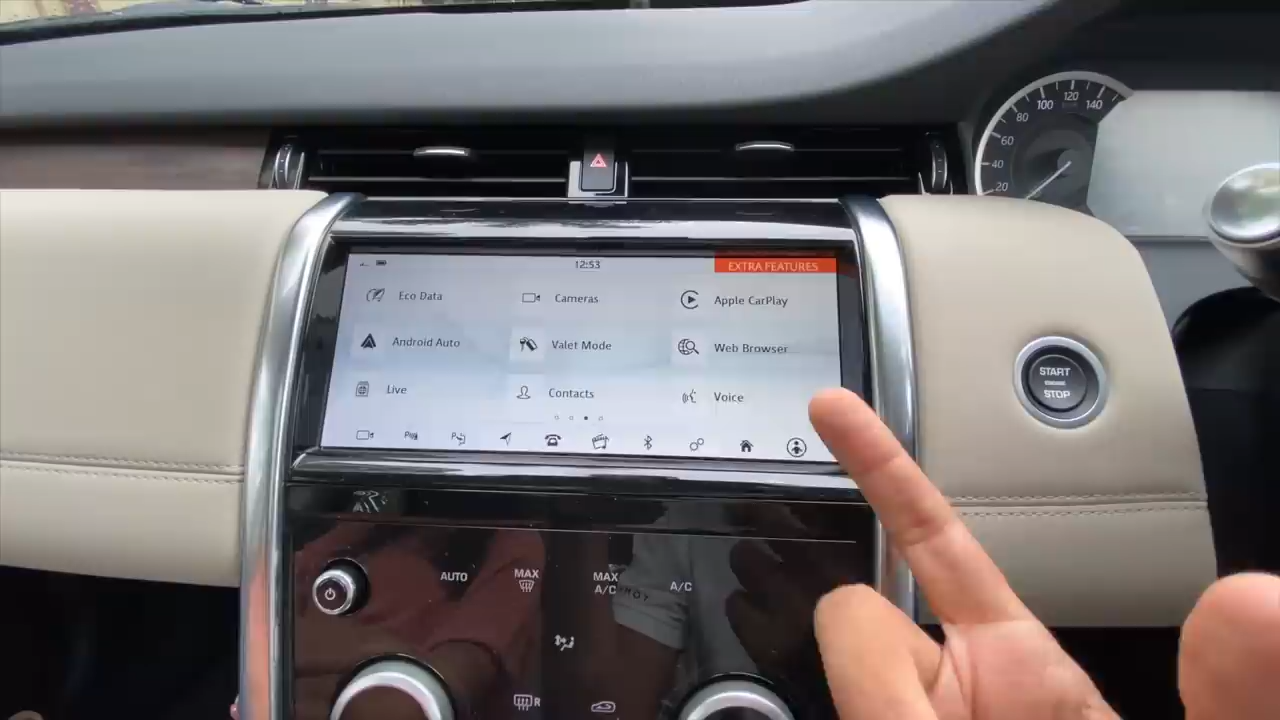 100 120 140
80
60
40
20
12:53
EXTRA FEATURES
Eco Data
Cameras
Apple CarPlay
Android Auto
Valet Mode
Web Browser
Live
Contacts
Voice
START
ENGINE
STOP
AUTO
MAX
MAX
A/C
A/C
R